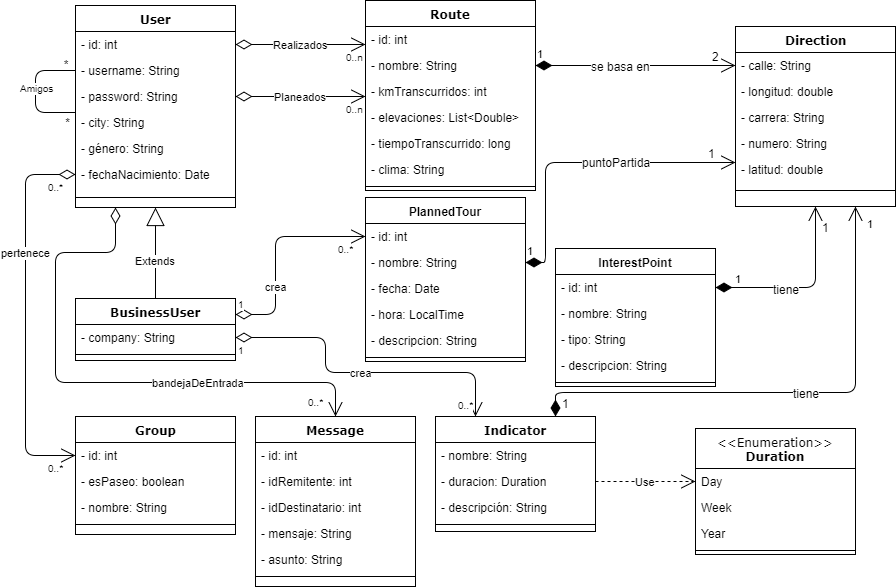 User
- id: int
- username: String
- password: String
- city: String
- género: String
- fechaNacimiento: Date
*
Amigos
*
0..*
Realizados
0..n
Planeados
0..n
Route
- id: int
- nombre: String
- kmTranscurridos: int
- elevaciones: List<Double>
- tiempoTranscurrido: long
- clima: String
1
se basa en
2
Direction
- calle: String
- longitud: double
- carrera: String
- numero: String
- latitud: double
puntoPartida
1
1
PlannedTour
- id: int
- nombre: String
- fecha: Date
- hora: LocalTime
- descripcion: String
pertenece
Extends
0..*
crea
1
InterestPoint
- id: int
- nombre: String
- tipo: String
- descripcion: String
1
tiene
1
1
BusinessUser
- company: String
1
crea
bandejaDeEntrada
0..*
0..*
1
tiene
0..*
Group
- id: int
- esPaseo: boolean
- nombre: String
Message
- id: int
- idRemitente: int
- idDestinatario: int
- mensaje: String
- asunto: String
Indicator
- nombre: String
- duracion: Duration
- descripción: String
Use
<<Enumeration>>
Duration
Day
Week
Year